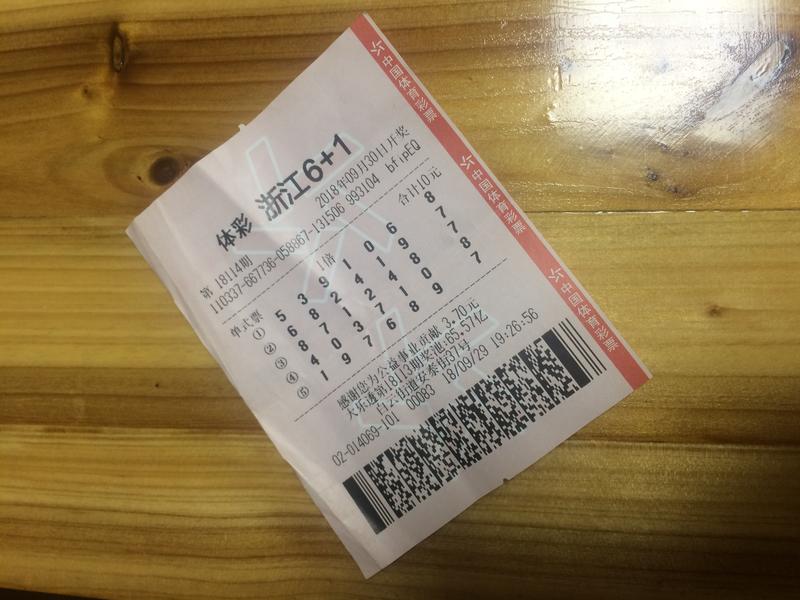 中国体育彩票
中国体育彩票
中国体育彩票
体彩 浙江6+1
第 18114期 2018年09月30日开奖
110337-667736-058867-131506 993104 bfipEQ
单式票 1倍 合计10元
① 5 3 9 1 0 6 8
② 6 8 2 4 1 9 7
③ 8 7 1 2 4 8 7
④ 4 0 3 7 1 0 8
⑤ 1 9 7 6 8 9 7
感谢您为公益事业贡献 3.70元
大乐透第18113期奖池:65.57亿
白云街道安泰街37号
02-014069-101 00083 18/09/29 19:26:56